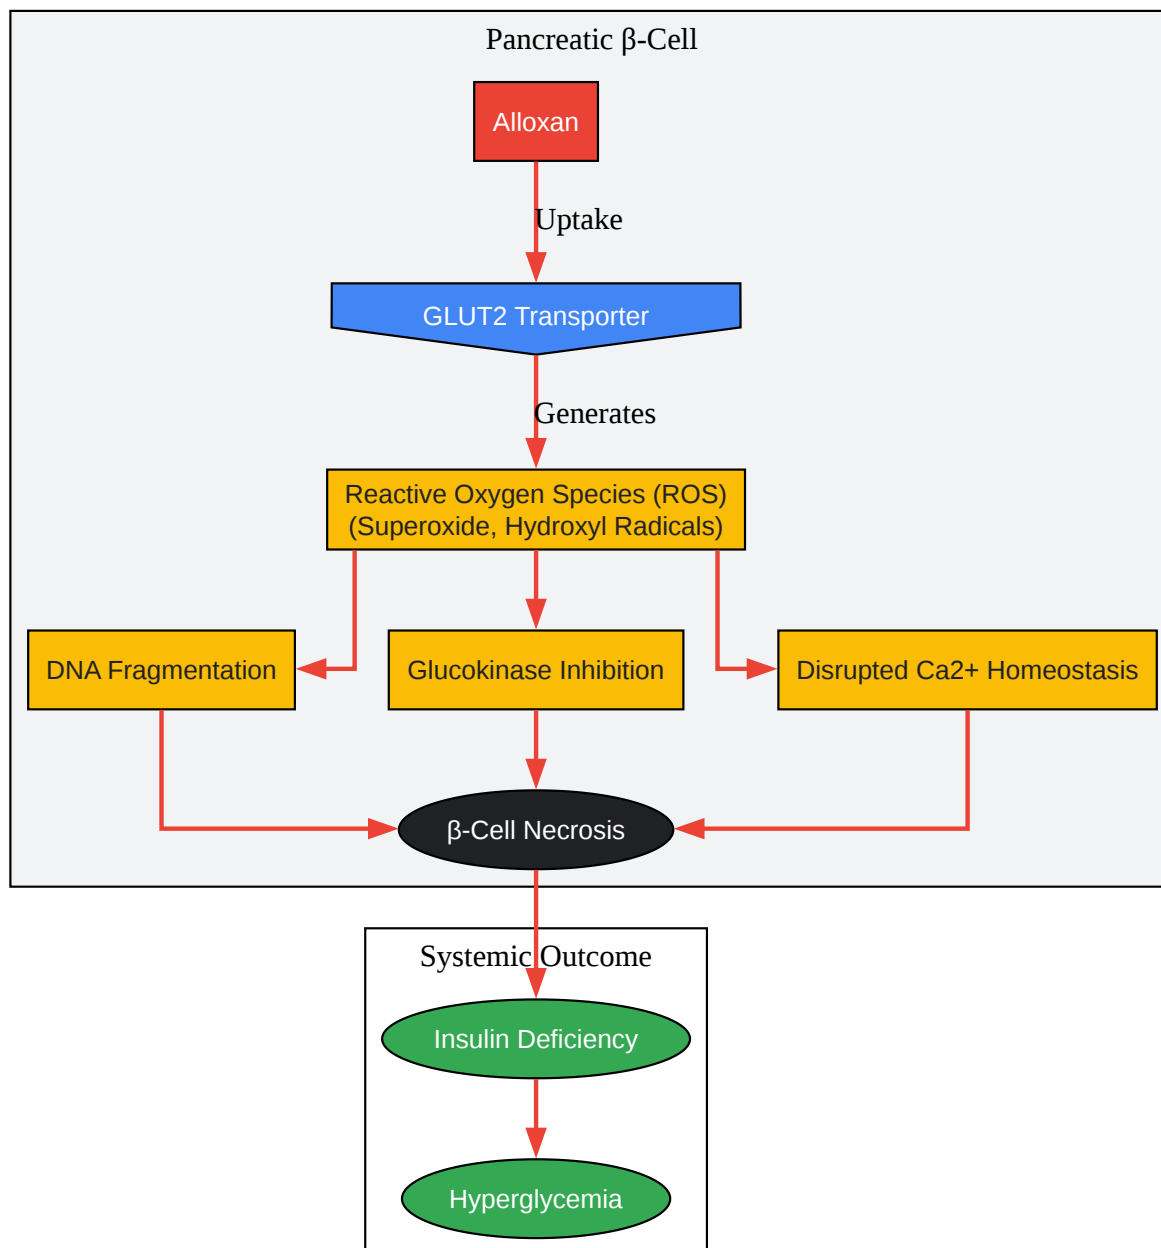 Pancreatic β-Cell
Alloxan
Uptake
GLUT2 Transporter
Generates
Reactive Oxygen Species (ROS)
(Superoxide, Hydroxyl Radicals)
DNA Fragmentation
Glucokinase Inhibition
Disrupted Ca2+ Homeostasis
β-Cell Necrosis
Systemic Outcome
Insulin Deficiency
Hyperglycemia